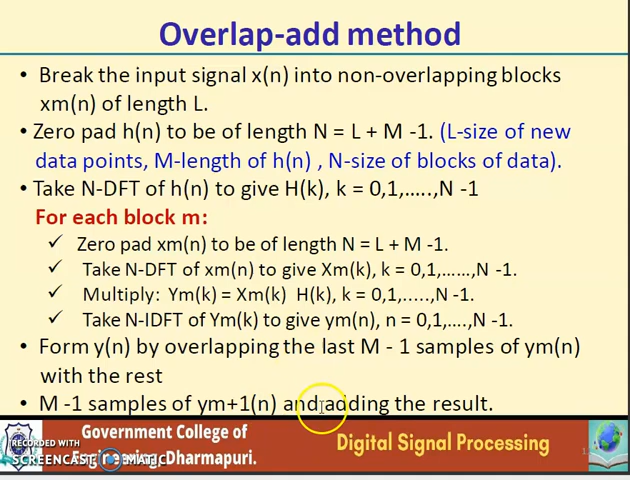 Overlap-add method
• Break the input signal x(n) into non-overlapping blocks
xm(n) of length L.
• Zero pad h(n) to be of length N = L + M -1. (L-size of new
data points, M-length of h(n) , N-size of blocks of data).
• Take N-DFT of h(n) to give H(k), k = 0,1,…..,N -1
For each block m:
✓ Zero pad xm(n) to be of length N = L + M -1.
✓ Take N-DFT of xm(n) to give Xm(k), k = 0,1,……,N -1.
✓ Multiply: Ym(k) = Xm(k) H(k), k = 0,1,.....,N -1.
✓ Take N-IDFT of Ym(k) to give ym(n), n = 0,1,….,N -1.
• Form y(n) by overlapping the last M - 1 samples of ym(n)
with the rest
• M -1 samples of ym+1(n) and adding the result.
Government College of
Engineering, Dharmapuri.
Digital Signal Processing
RECORDED WITH
SCREENCAST MATIC